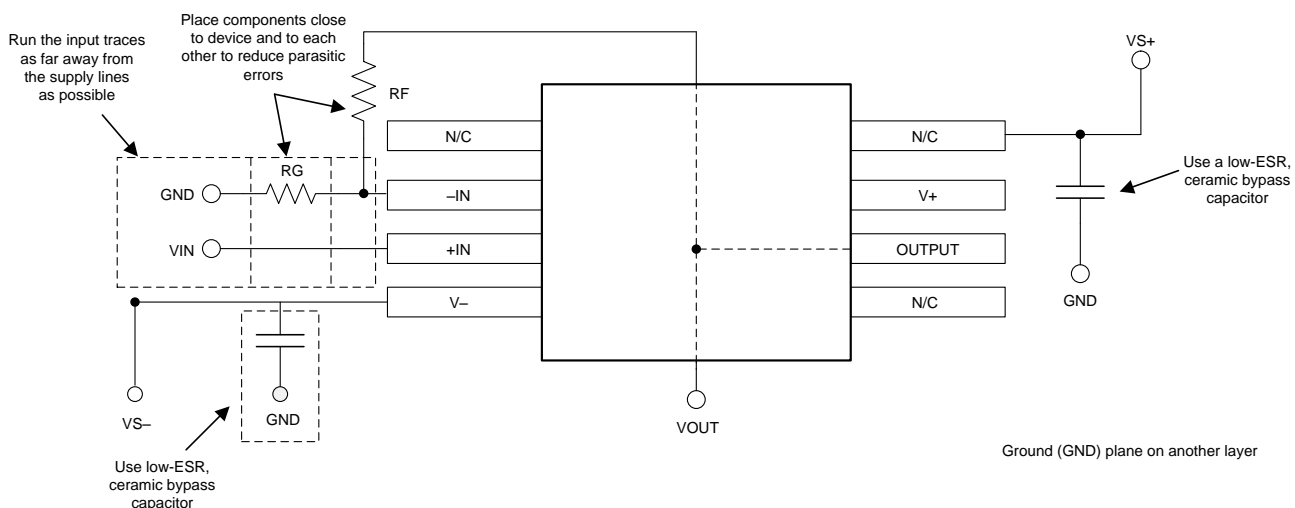 Run the input traces
as far away from
the supply lines
as possible
Place components close
to device and to each
other to reduce parasitic
errors
RF
N/C
RG
GND
–IN
VIN
+IN
V–
VS–
GND
Use low-ESR,
ceramic bypass
capacitor
VOUT
N/C
V+
OUTPUT
N/C
VS+
Use a low-ESR,
ceramic bypass
capacitor
GND
Ground (GND) plane on another layer